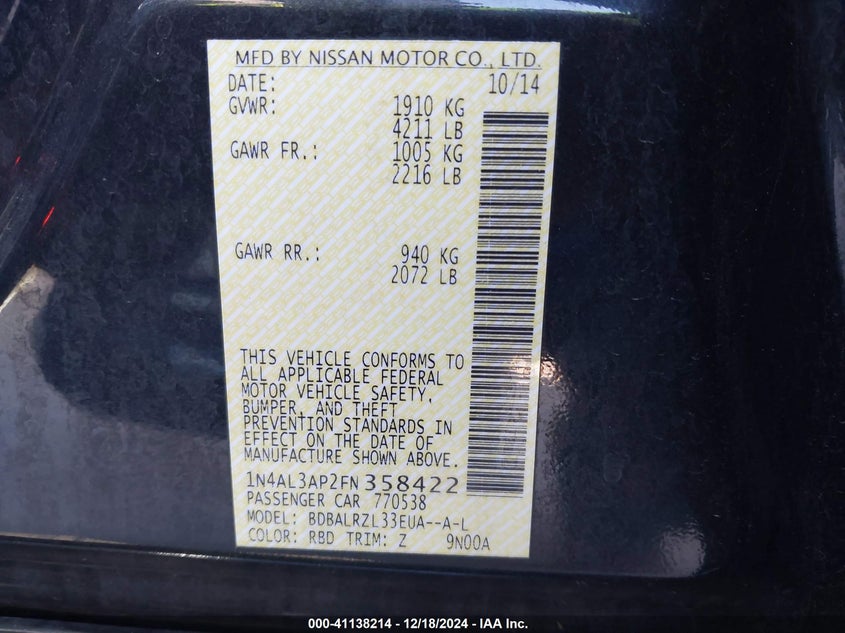 MFD BY NISSAN MOTOR CO., LTD.
DATE: 10/14
GVWR: 1910 KG
4211 LB
GAWR FR.: 1005 KG
2216 LB
GAWR RR.: 940 KG
2072 LB
THIS VEHICLE CONFORMS TO
ALL APPLICABLE FEDERAL
MOTOR VEHICLE SAFETY,
BUMPER, AND THEFT
PREVENTION STANDARDS IN
EFFECT ON THE DATE OF
MANUFACTURE SHOWN ABOVE.
1N4AL3AP2FN358422
PASSENGER CAR 770538
MODEL: BDBALRZL33EUA--A-L
COLOR: RBD TRIM: Z 9N00A
000-41138214 - 12/18/2024 - IAA Inc.